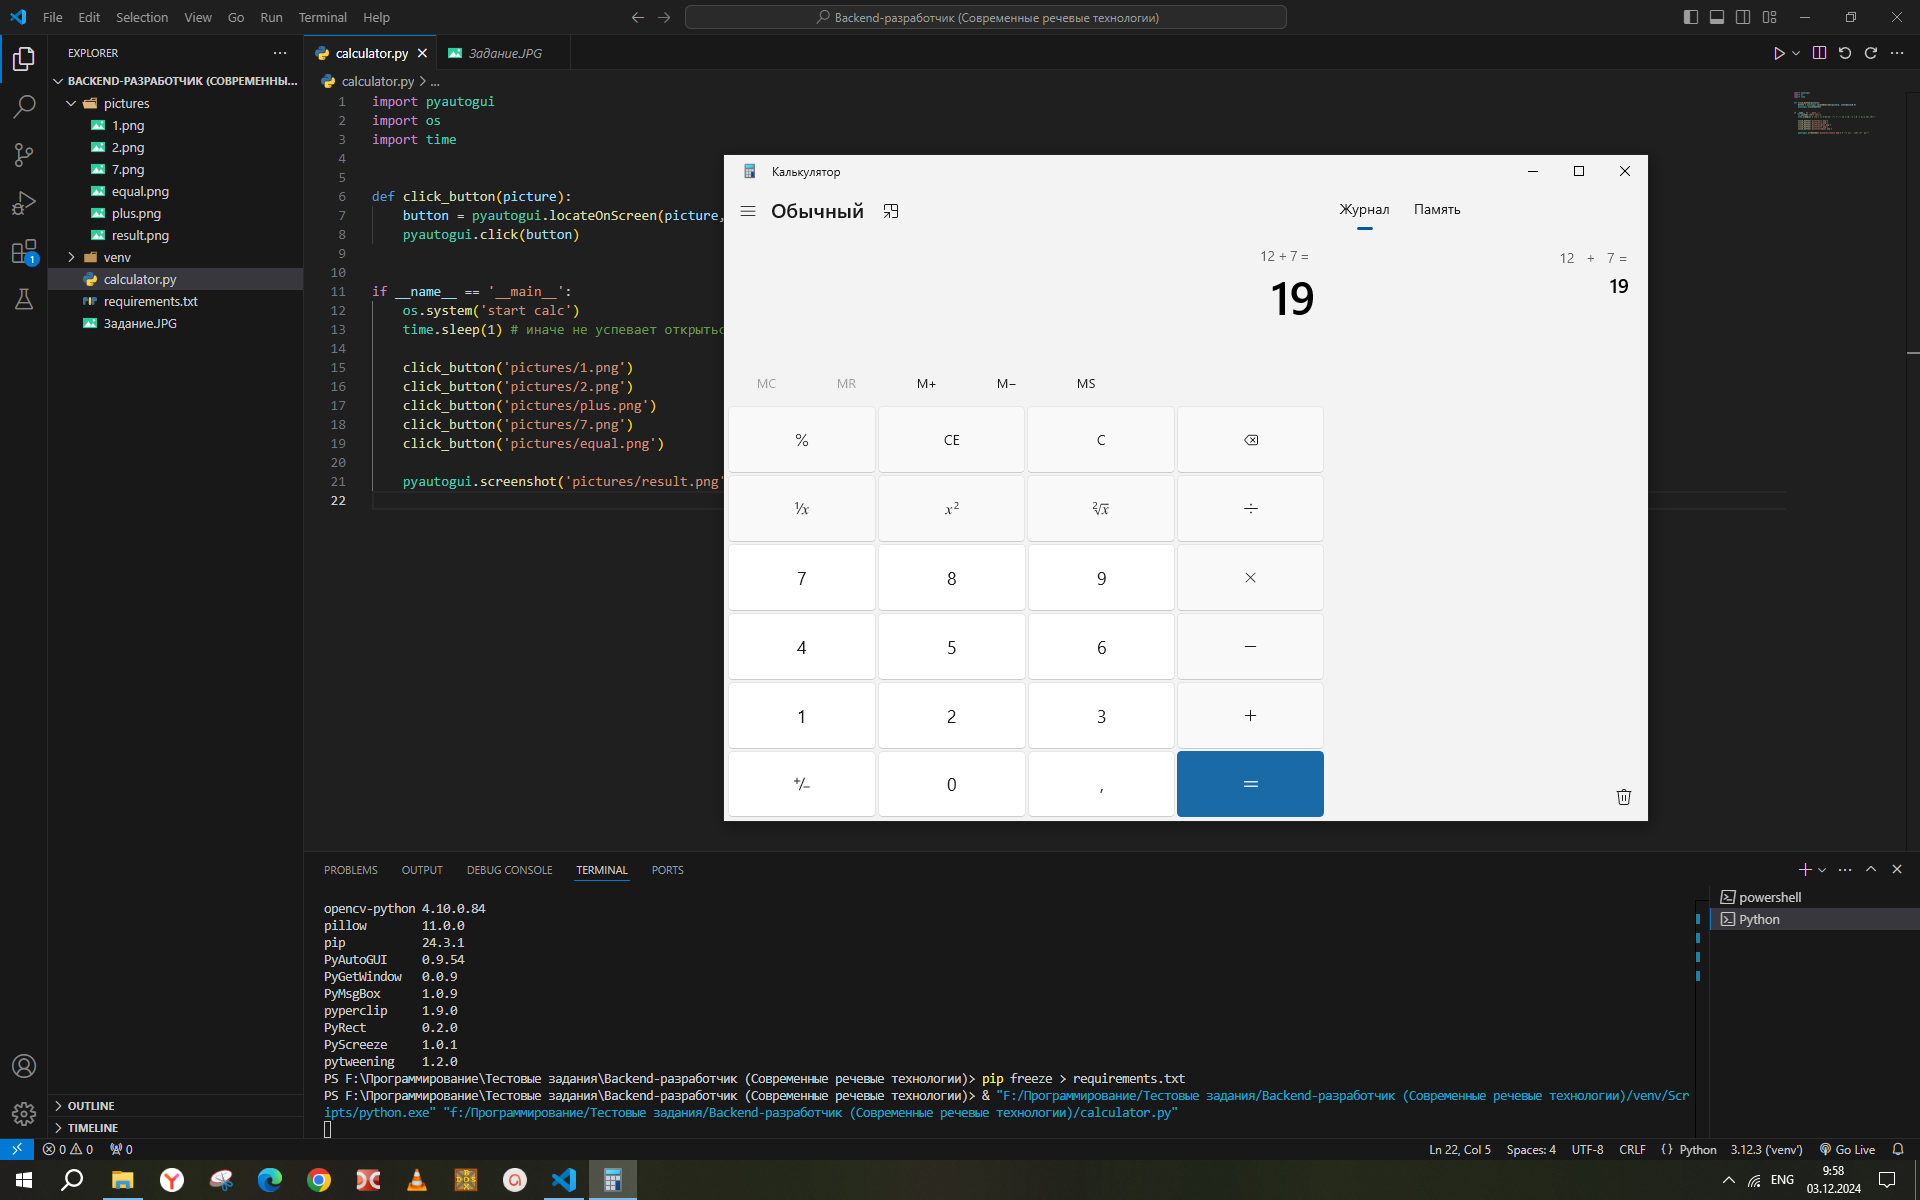 File Edit Selection View Go Run Terminal Help
Backend-разработчик (Современные речевые технологии)
EXPLORER
BACKEND-РАЗРАБОТЧИК (СОВРЕМЕННЫ...
pictures
1.png
2.png
7.png
equal.png
plus.png
result.png
venv
calculator.py
requirements.txt
Задание.JPG
OUTLINE
TIMELINE
1
calculator.py
Задание.JPG
calculator.py > ...
1 import pyautogui
2 import os
3 import time
4
5
6 def click_button(picture):
7 button = pyautogui.locateOnScreen(picture,
8 pyautogui.click(button)
9
10
11 if __name__ == '__main__':
12 os.system('start calc')
13 time.sleep(1) # иначе не успевает открытьс
14
15 click_button('pictures/1.png')
16 click_button('pictures/2.png')
17 click_button('pictures/plus.png')
18 click_button('pictures/7.png')
19 click_button('pictures/equal.png')
20
21 pyautogui.screenshot('pictures/result.png'
22
Калькулятор
Обычный
Журнал Память
12 + 7 =
19
12 + 7 =
19
MC MR M+ M− MS
% CE C
¹⁄x x² ²√x ÷
7 8 9 ×
4 5 6 −
1 2 3 +
+/− 0 , =
PROBLEMS OUTPUT DEBUG CONSOLE TERMINAL PORTS
opencv-python 4.10.0.84
pillow 11.0.0
pip 24.3.1
PyAutoGUI 0.9.54
PyGetWindow 0.0.9
PyMsgBox 1.0.9
pyperclip 1.9.0
PyRect 0.2.0
PyScreeze 1.0.1
pytweening 1.2.0
PS F:\Программирование\Тестовые задания\Backend-разработчик (Современные речевые технологии)> pip freeze > requirements.txt
PS F:\Программирование\Тестовые задания\Backend-разработчик (Современные речевые технологии)> & "F:/Программирование/Тестовые задания/Backend-разработчик (Современные речевые технологии)/venv/Scr
ipts/python.exe" "f:/Программирование/Тестовые задания/Backend-разработчик (Современные речевые технологии)/calculator.py"
powershell
Python
0 0 0
Ln 22, Col 5 Spaces: 4 UTF-8 CRLF {} Python 3.12.3 ('venv') Go Live
ENG
9:58
03.12.2024